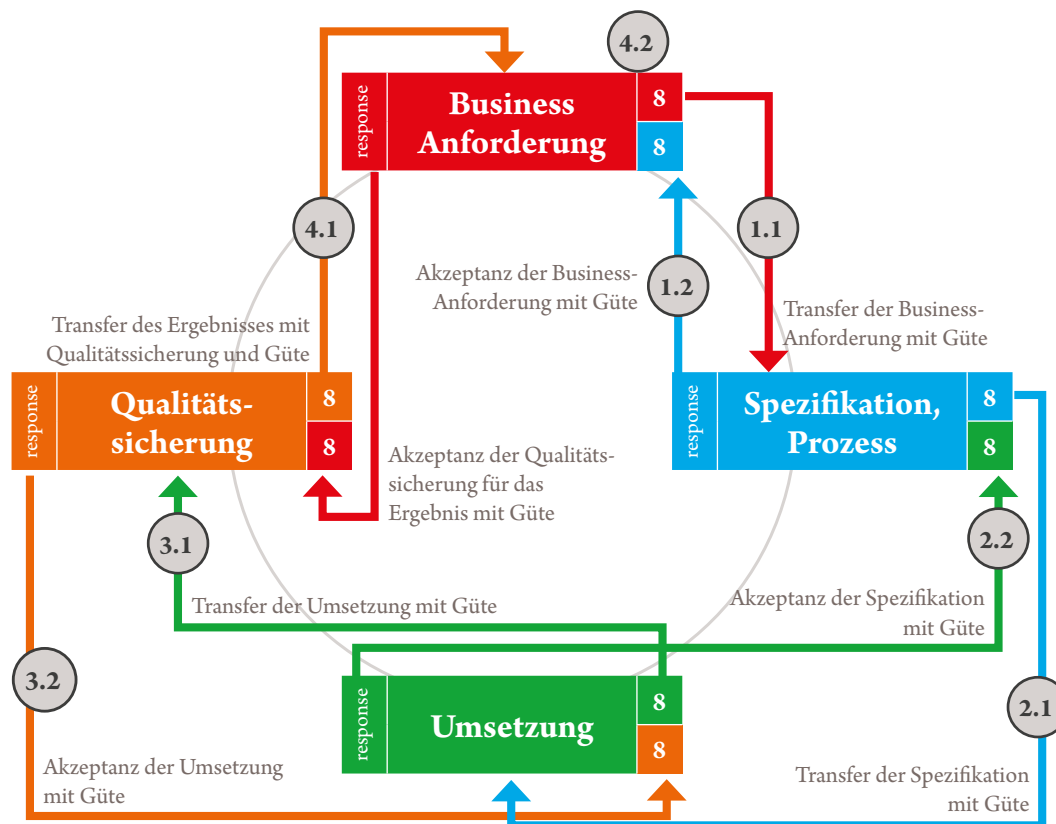 4.2
response
Business
Anforderung
8
8
4.1
1.1
Akzeptanz der Business-
Anforderung mit Güte
1.2
Transfer der Business-
Anforderung mit Güte
Transfer des Ergebnisses mit
Qualitätssicherung und Güte
response
Qualitäts-
sicherung
8
8
response
Spezifikation,
Prozess
8
8
Akzeptanz der Qualitäts-
sicherung für das
Ergebnis mit Güte
3.1
2.2
Transfer der Umsetzung mit Güte
Akzeptanz der Spezifikation
mit Güte
3.2
response
Umsetzung
8
8
2.1
Akzeptanz der Umsetzung
mit Güte
Transfer der Spezifikation
mit Güte